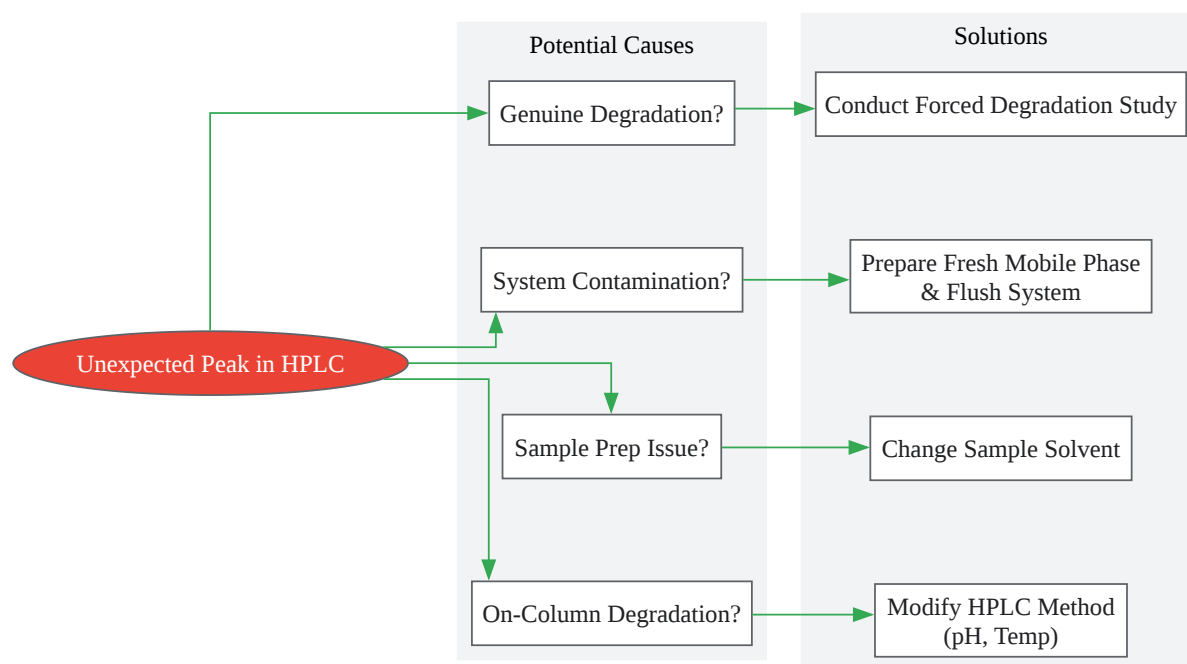 Potential Causes
Solutions
Genuine Degradation?
Conduct Forced Degradation Study
System Contamination?
Prepare Fresh Mobile Phase
& Flush System
Unexpected Peak in HPLC
Sample Prep Issue?
Change Sample Solvent
On-Column Degradation?
Modify HPLC Method
(pH, Temp)